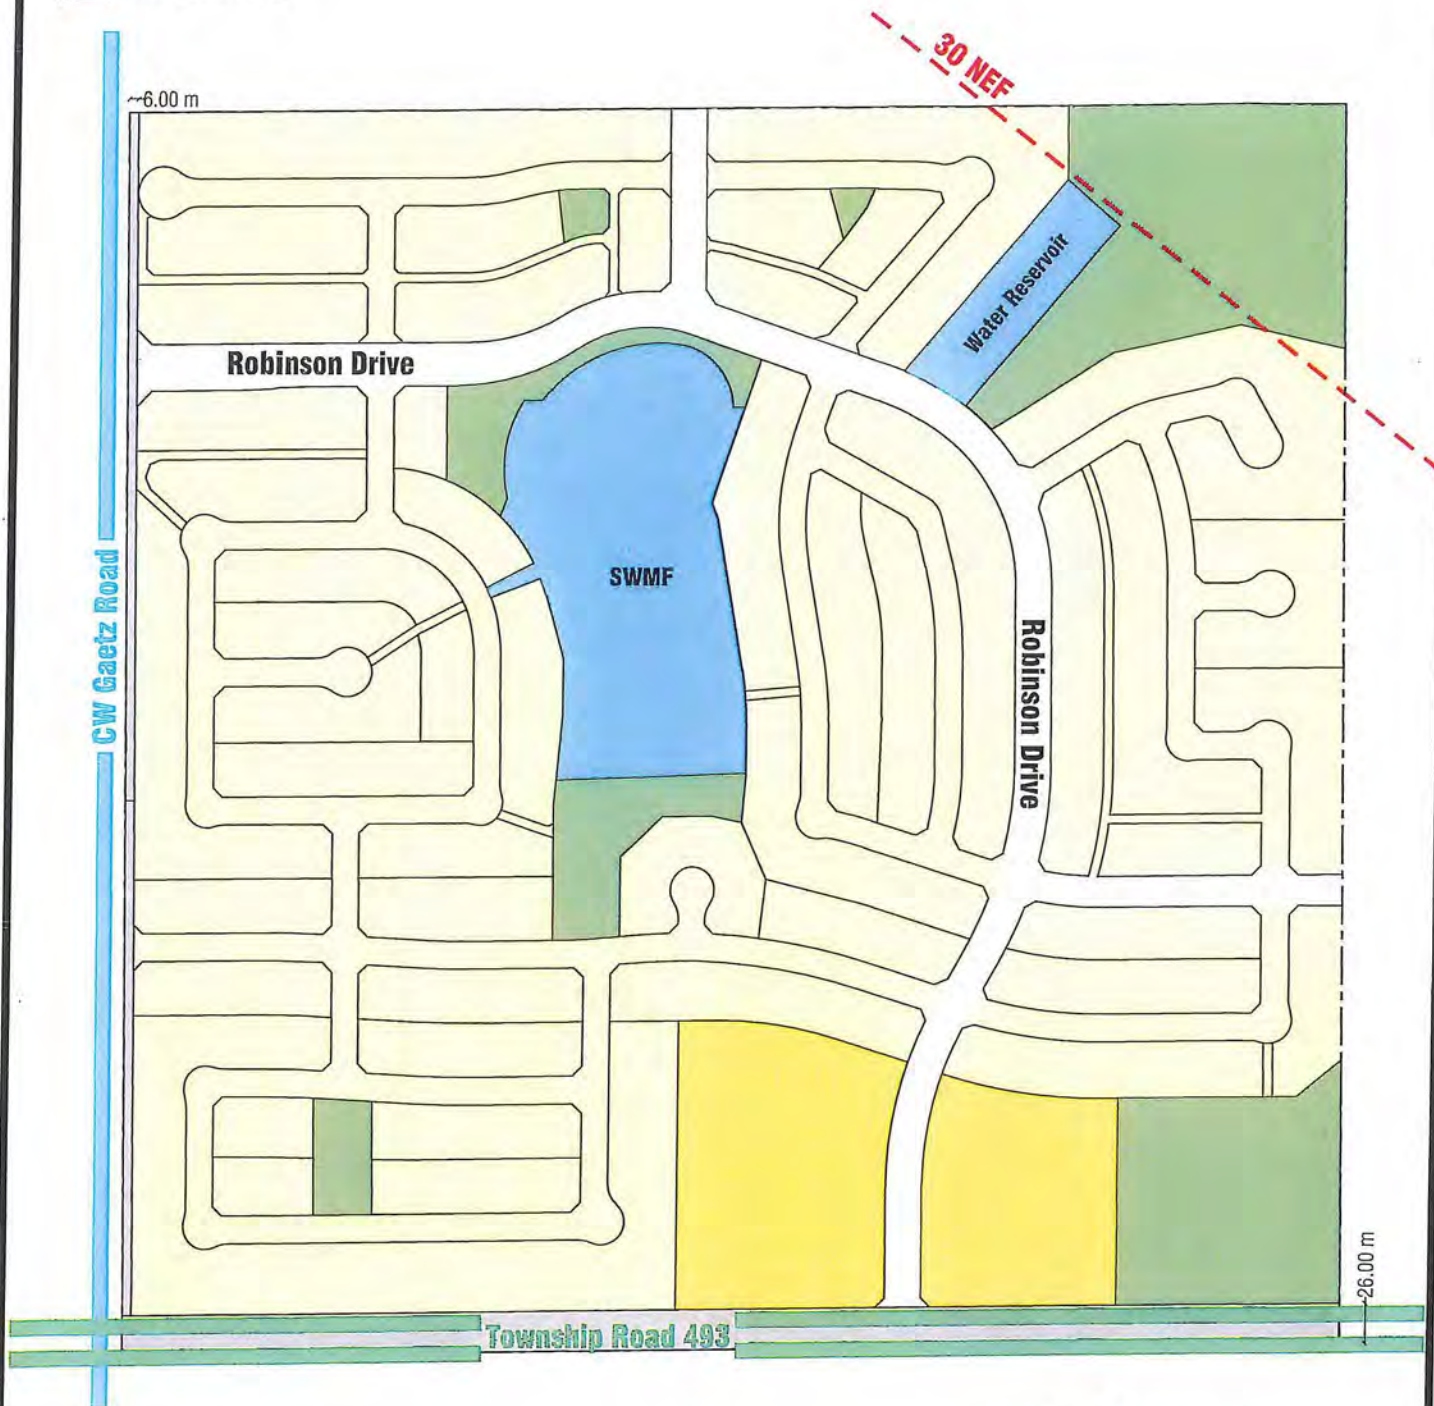 30 NEF
6.00 m
Water Reservoir
Robinson Drive
SWMF
CW Gaetz Road
Robinson Drive
26.00 m
Township Road 493